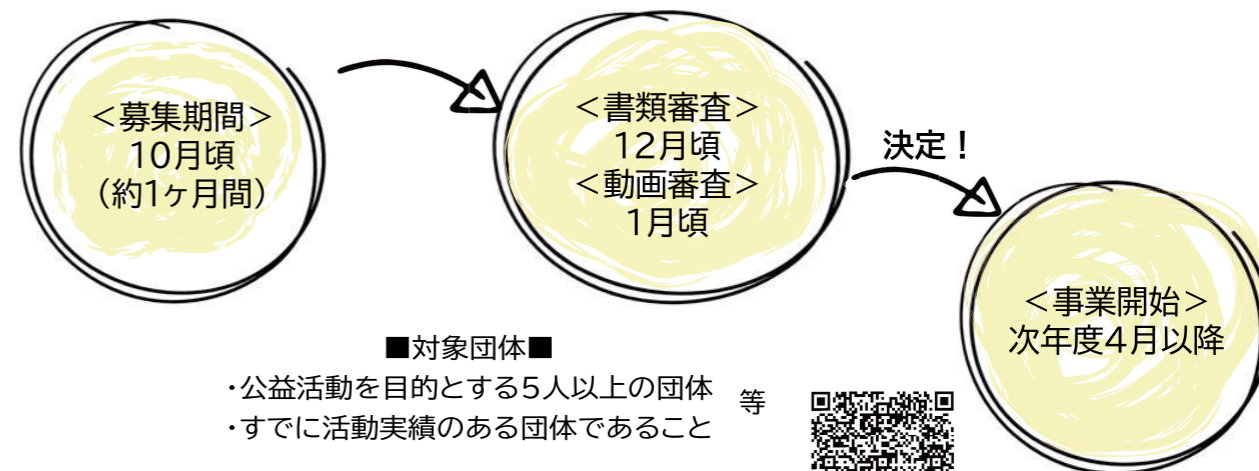 <募集期間>
10月頃
(約1ヶ月間)
<書類審査>
12月頃
<動画審査>
1月頃
決定!
<事業開始>
次年度4月以降
■対象団体■
・公益活動を目的とする5人以上の団体
・すでに活動実績のある団体であること
等